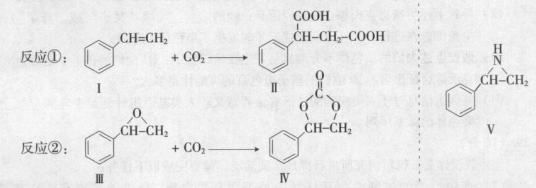 COOH
CH=CH₂ CH—CH₂—COOH H
反应①: + CO₂ N
CH—CH₂
Ⅰ Ⅱ
O
C
O O O
反应②: CH—CH₂ + CO₂ CH—CH₂ Ⅴ
Ⅲ Ⅳ